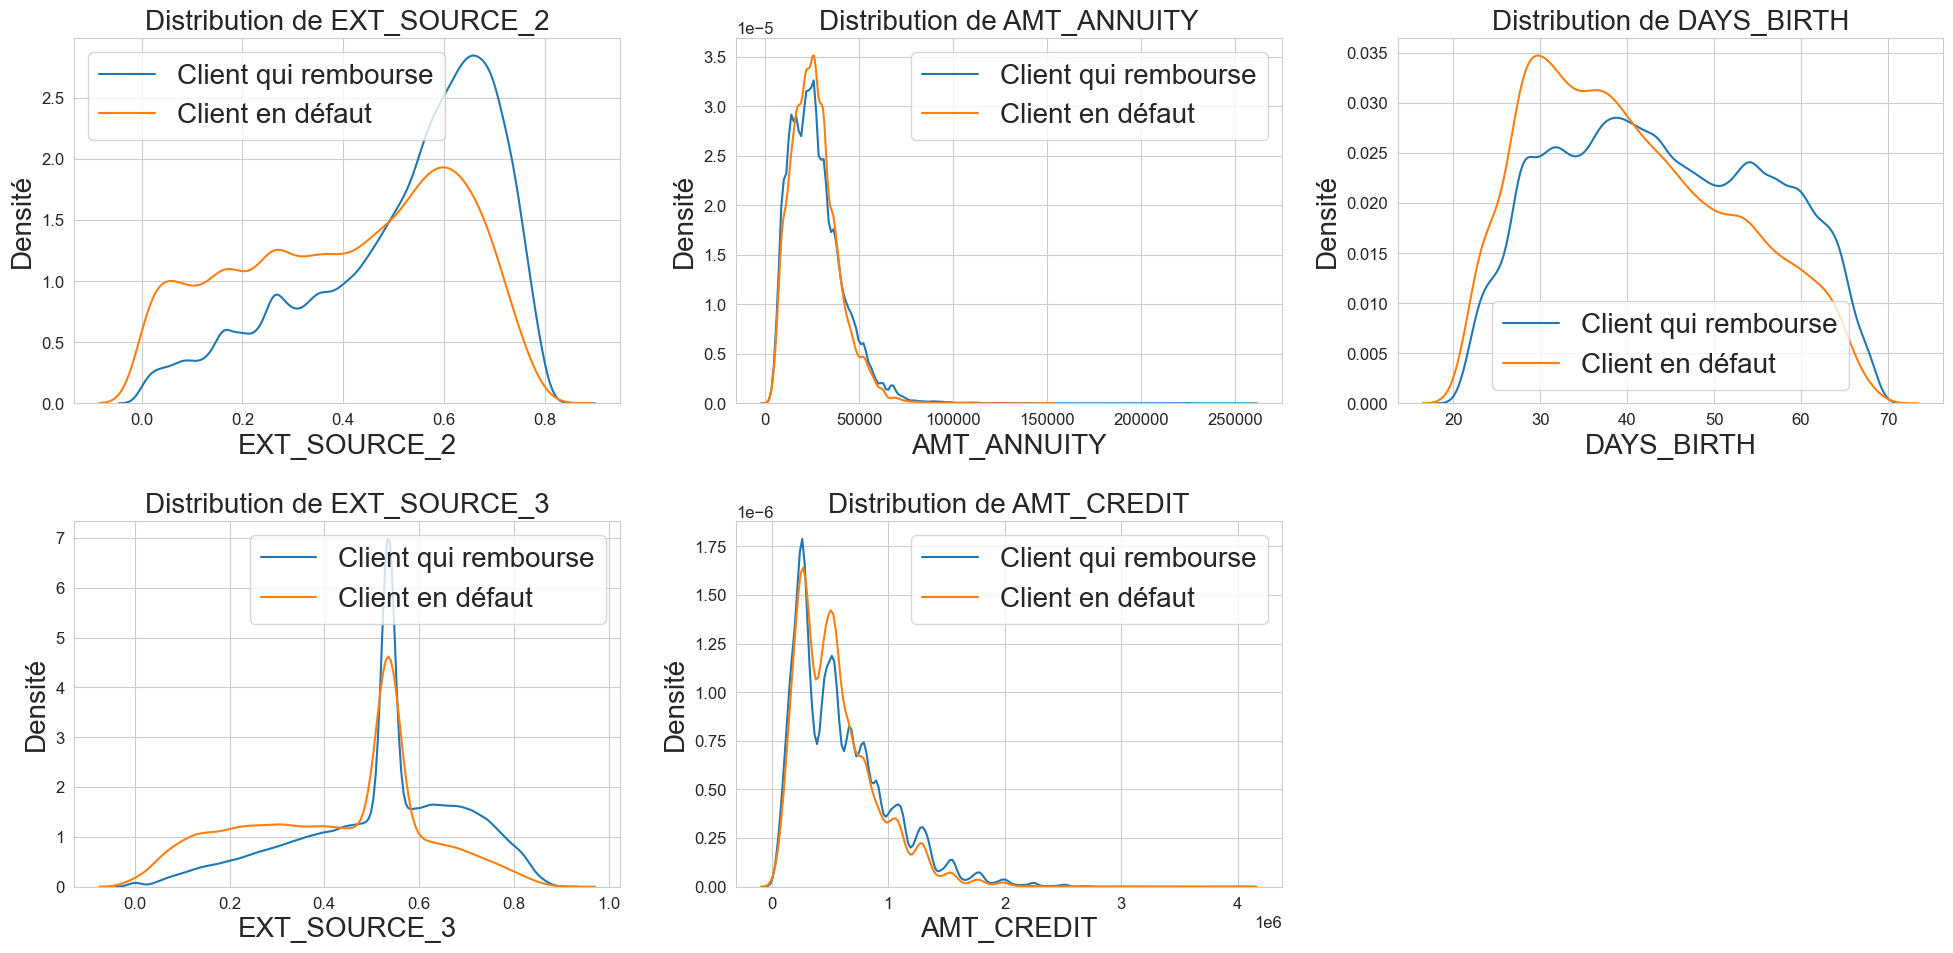 Distribution de EXT_SOURCE_2
Client qui rembourse
Client en défaut
Densité
2.5
2.0
1.5
1.0
0.5
0.0
0.0 0.2 0.4 0.6 0.8
EXT_SOURCE_2
Distribution de AMT_ANNUITY
1e−5
Client qui rembourse
Client en défaut
Densité
3.5
3.0
2.5
2.0
1.5
1.0
0.5
0.0
0 50000 100000 150000 200000 250000
AMT_ANNUITY
Distribution de DAYS_BIRTH
Densité
0.035
0.030
0.025
0.020
0.015
0.010
0.005
0.000
Client qui rembourse
Client en défaut
20 30 40 50 60 70
DAYS_BIRTH
Distribution de EXT_SOURCE_3
Client qui rembourse
Client en défaut
Densité
7
6
5
4
3
2
1
0
0.0 0.2 0.4 0.6 0.8 1.0
EXT_SOURCE_3
Distribution de AMT_CREDIT
1e−6
Client qui rembourse
Client en défaut
Densité
1.75
1.50
1.25
1.00
0.75
0.50
0.25
0.00
0 1 2 3 4
1e6
AMT_CREDIT